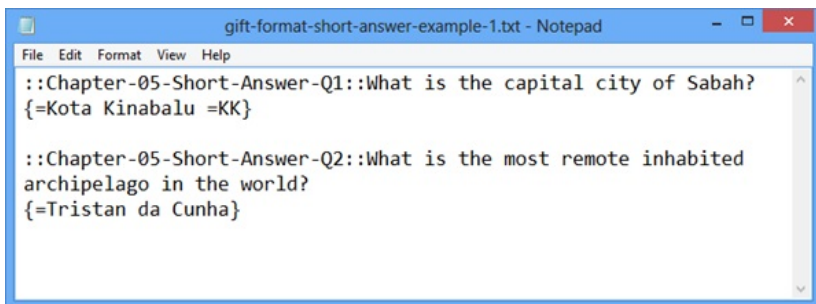 gift-format-short-answer-example-1.txt - Notepad
File Edit Format View Help
::Chapter-05-Short-Answer-Q1::What is the capital city of Sabah?
{=Kota Kinabalu =KK}
::Chapter-05-Short-Answer-Q2::What is the most remote inhabited
archipelago in the world?
{=Tristan da Cunha}